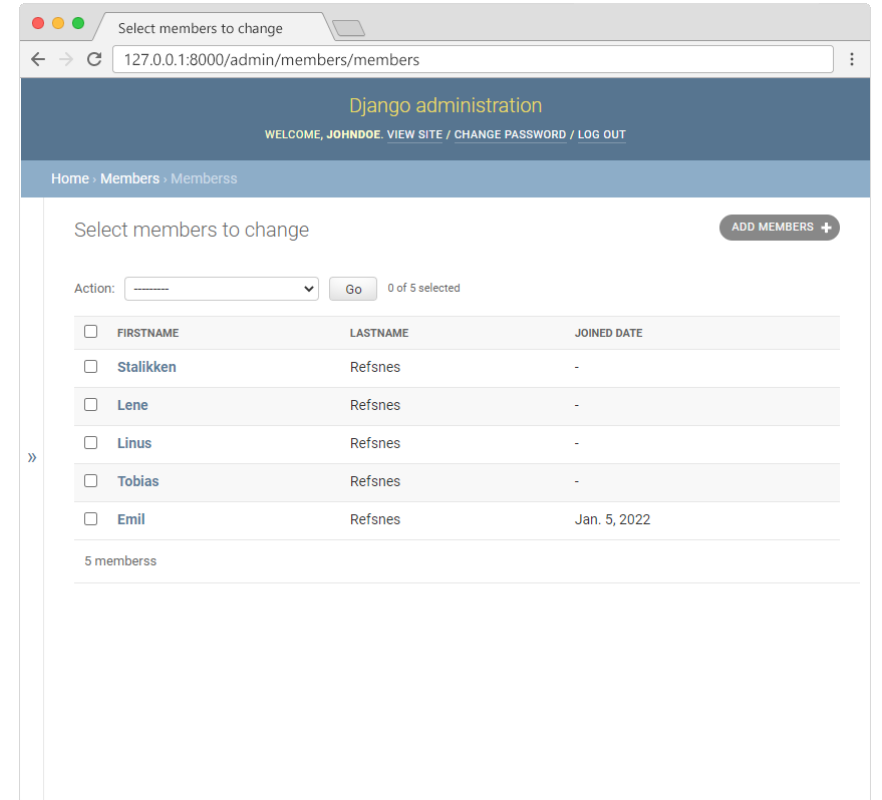 Select members to change
127.0.0.1:8000/admin/members/members
Django administration
WELCOME, JOHNDOE. VIEW SITE / CHANGE PASSWORD / LOG OUT
Home › Members › Memberss
Select members to change
ADD MEMBERS +
Action: --------- Go 0 of 5 selected
FIRSTNAME LASTNAME JOINED DATE
Stalikken Refsnes -
Lene Refsnes -
Linus Refsnes -
Tobias Refsnes -
»
Emil Refsnes Jan. 5, 2022
5 memberss